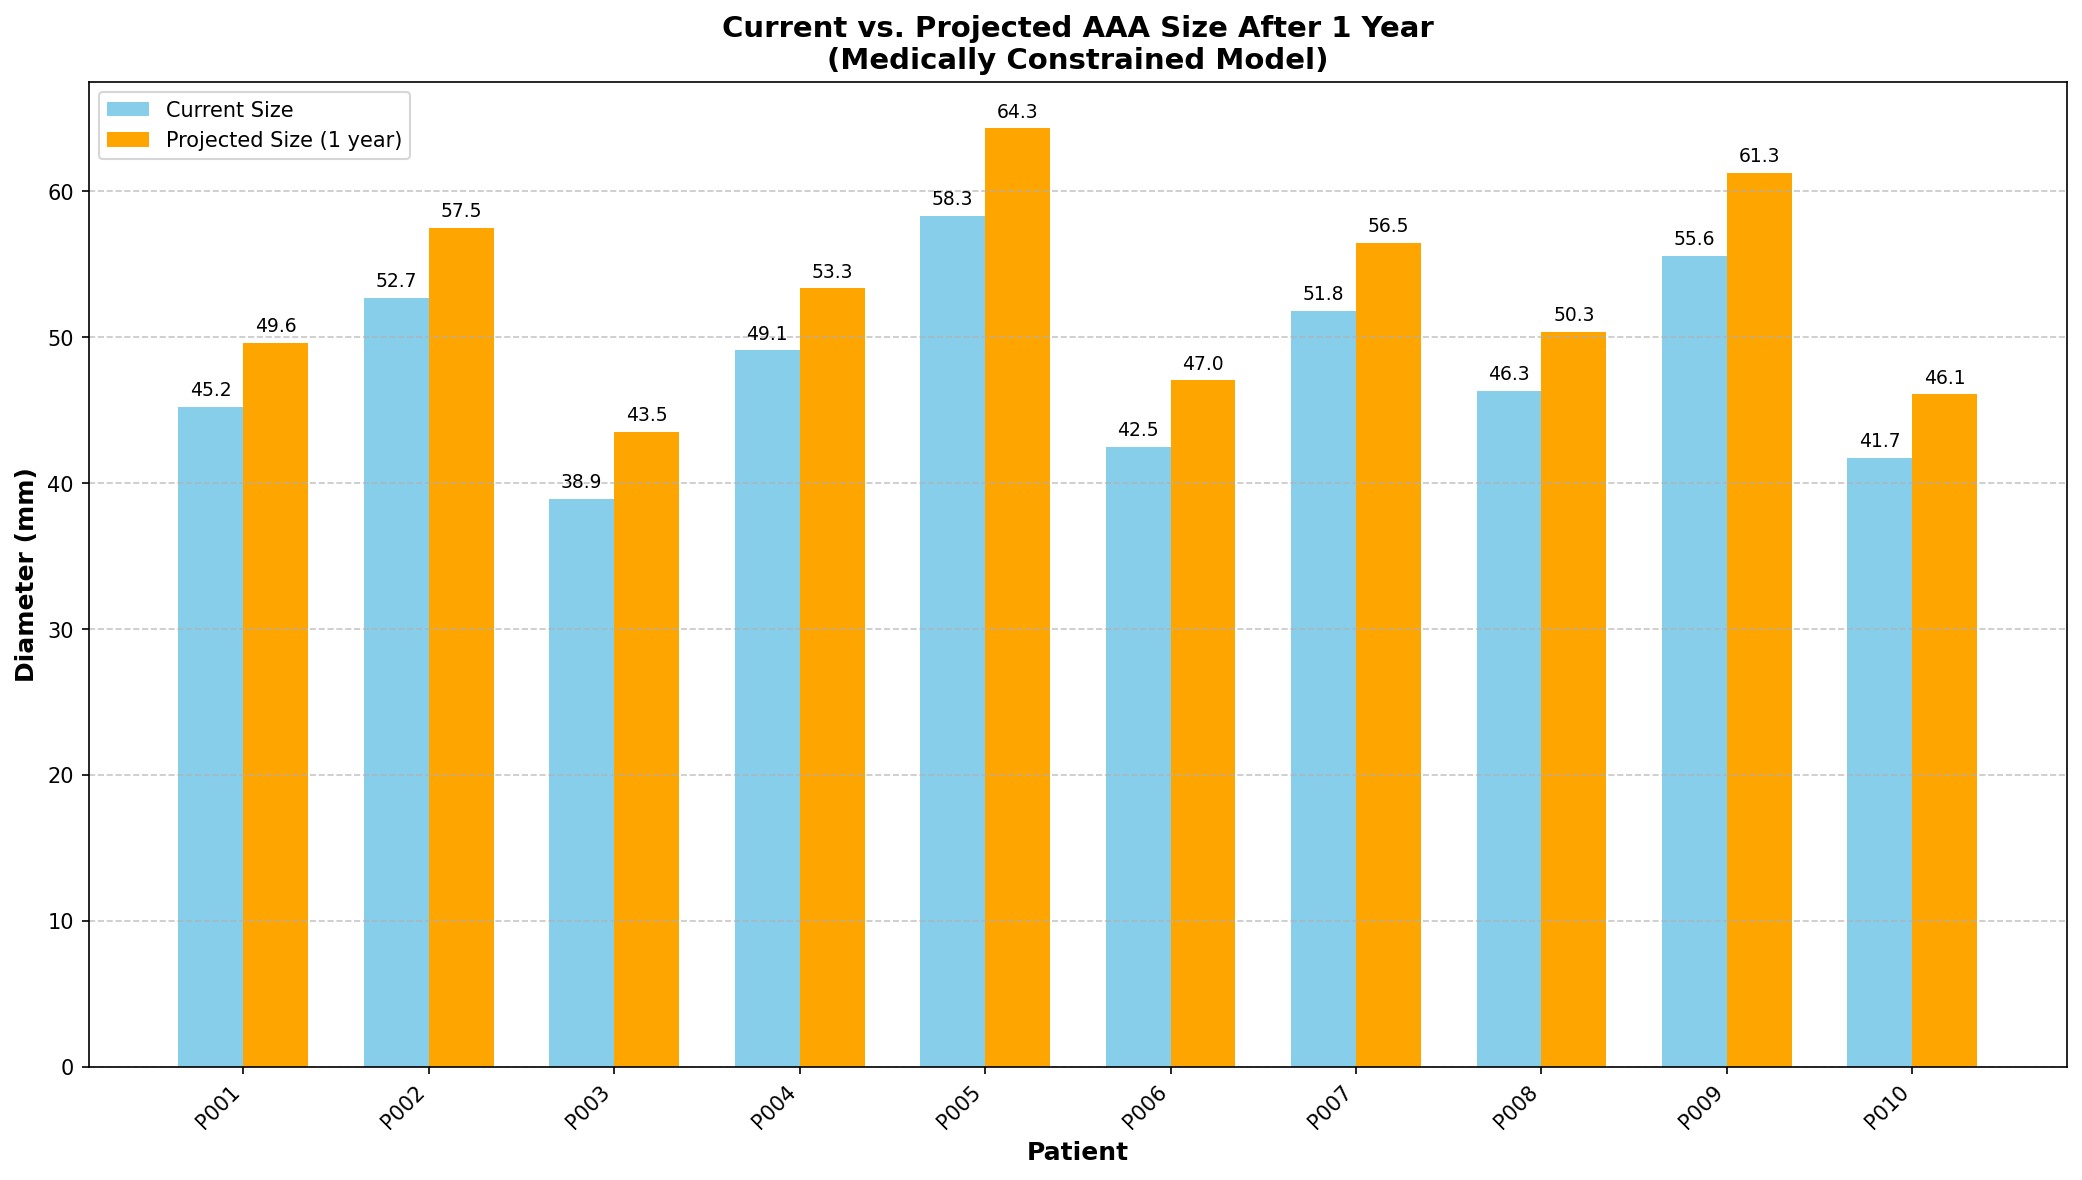 Current vs. Projected AAA Size After 1 Year
(Medically Constrained Model)
Current Size
Projected Size (1 year)
Diameter (mm)
60
50
40
30
20
10
0
45.2
49.6
52.7
57.5
38.9
43.5
49.1
53.3
58.3
64.3
42.5
47.0
51.8
56.5
46.3
50.3
55.6
61.3
41.7
46.1
P001
P002
P003
P004
P005
P006
P007
P008
P009
P010
Patient